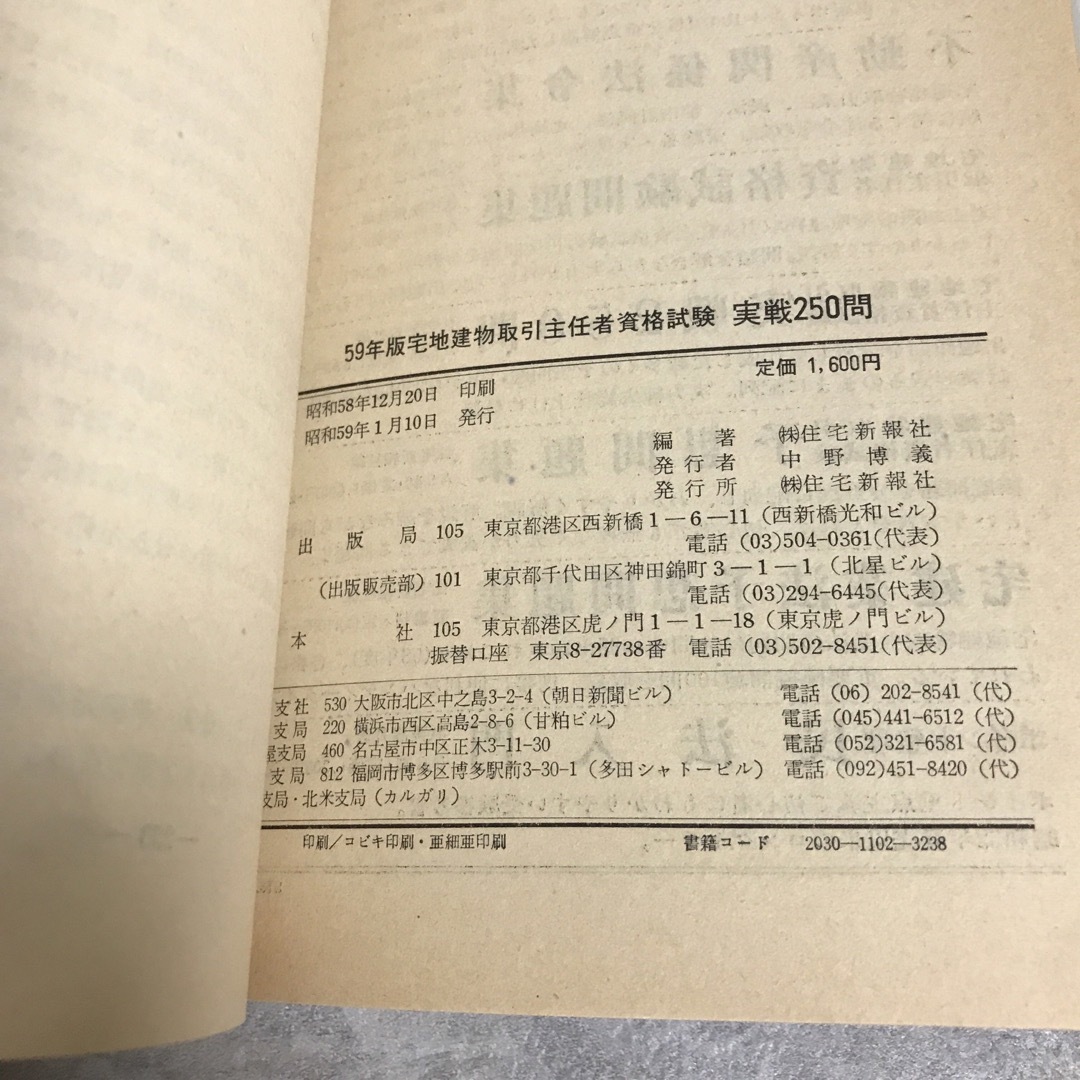 59年版宅地建物取引主任者資格試験 実戦250問
定価 1,600円
昭和58年12月20日 印刷
昭和59年1月10日 発行
編著 ㈱住宅新報社
発行者 中野博義
発行所 ㈱住宅新報社
出版局 105 東京都港区西新橋1―6―11(西新橋光和ビル)
電話 (03)504-0361(代表)
(出版販売部) 101 東京都千代田区神田錦町3―1―1(北星ビル)
電話 (03)294-6445(代表)
本社 105 東京都港区虎ノ門1―1―18(東京虎ノ門ビル)
振替口座 東京8-27738番 電話 (03)502-8451(代表)
支社 530 大阪市北区中之島3-2-4(朝日新聞ビル) 電話 (06) 202-8541 (代)
支局 220 横浜市西区高島2-8-6(甘粕ビル) 電話 (045)441-6512 (代)
屋支局 460 名古屋市中区正木3-11-30 電話 (052)321-6581 (代)
支局 812 福岡市博多区博多駅前3-30-1(多田シャトービル) 電話 (092)451-8420 (代)
支局・北米支局(カルガリ)
印刷/コビキ印刷・亜細亜印刷 書籍コード 2030―1102―3238